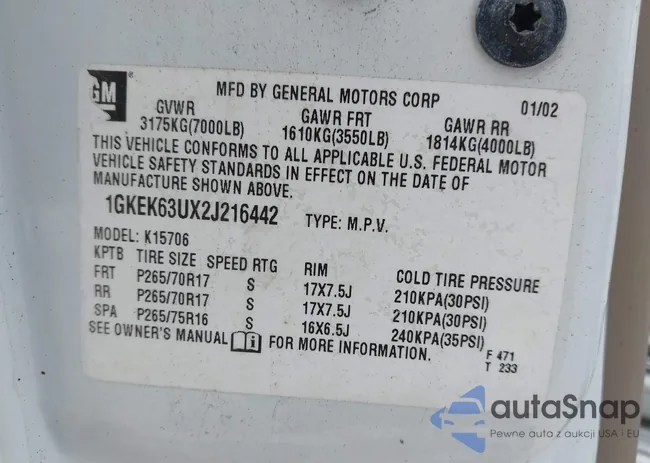 GM ®
MFD BY GENERAL MOTORS CORP 01/02
GVWR GAWR FRT GAWR RR
3175KG(7000LB) 1610KG(3550LB) 1814KG(4000LB)
THIS VEHICLE CONFORMS TO ALL APPLICABLE U.S. FEDERAL MOTOR
VEHICLE SAFETY STANDARDS IN EFFECT ON THE DATE OF
MANUFACTURE SHOWN ABOVE.
1GKEK63UX2J216442 TYPE: M.P.V.
MODEL: K15706
KPTB TIRE SIZE SPEED RTG RIM COLD TIRE PRESSURE
FRT P265/70R17 S 17X7.5J 210KPA(30PSI)
RR P265/70R17 S 17X7.5J 210KPA(30PSI)
SPA P265/75R16 S 16X6.5J 240KPA(35PSI)
SEE OWNER'S MANUAL i FOR MORE INFORMATION.
F 471
T 233
autaSnap
Pewne auta z aukcji USA i EU